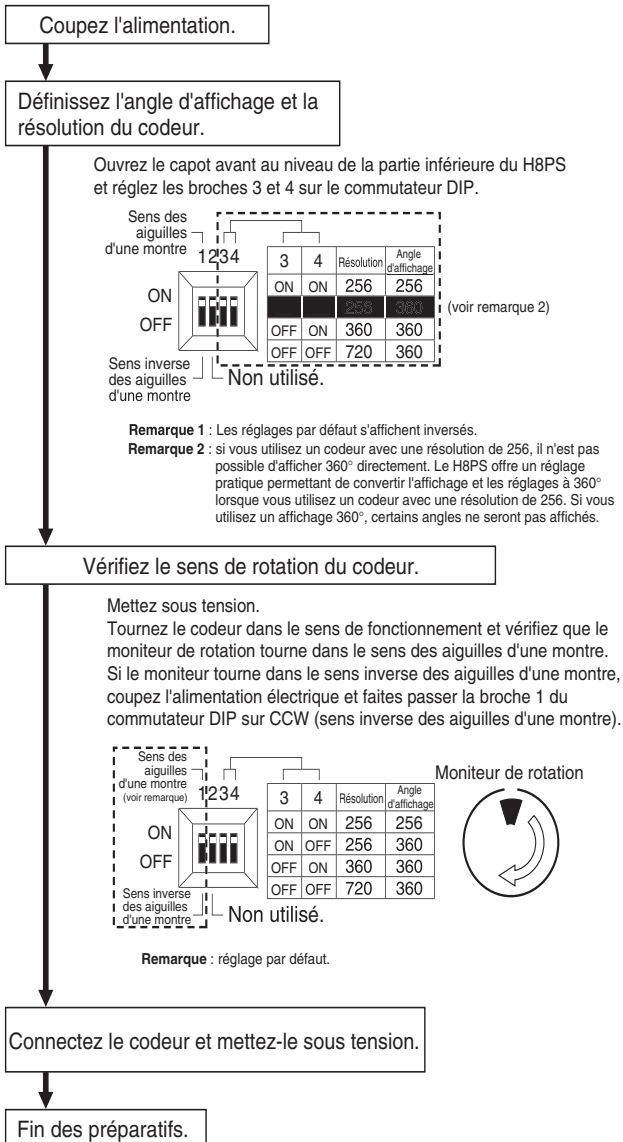 Coupez l'alimentation.
Définissez l'angle d'affichage et la
résolution du codeur.
Ouvrez le capot avant au niveau de la partie inférieure du H8PS
et réglez les broches 3 et 4 sur le commutateur DIP.
Sens des
aiguilles
d'une montre
1234
ON
OFF
Sens inverse
des aiguilles
d'une montre
Non utilisé.
3 4 Résolution Angle d'affichage
ON ON 256 256
256 360
OFF ON 360 360
OFF OFF 720 360
(voir remarque 2)
Remarque 1 : Les réglages par défaut s'affichent inversés.
Remarque 2 : si vous utilisez un codeur avec une résolution de 256, il n'est pas
possible d'afficher 360° directement. Le H8PS offre un réglage
pratique permettant de convertir l'affichage et les réglages à 360°
lorsque vous utilisez un codeur avec une résolution de 256. Si vous
utilisez un affichage 360°, certains angles ne seront pas affichés.
Vérifiez le sens de rotation du codeur.
Mettez sous tension.
Tournez le codeur dans le sens de fonctionnement et vérifiez que le
moniteur de rotation tourne dans le sens des aiguilles d'une montre.
Si le moniteur tourne dans le sens inverse des aiguilles d'une montre,
coupez l'alimentation électrique et faites passer la broche 1 du
commutateur DIP sur CCW (sens inverse des aiguilles d'une montre).
Sens des
aiguilles
d'une montre
(voir remarque)
1234
ON
OFF
Sens inverse
des aiguilles
d'une montre
Non utilisé.
3 4 Résolution Angle d'affichage
ON ON 256 256
ON OFF 256 360
OFF ON 360 360
OFF OFF 720 360
Moniteur de rotation
Remarque : réglage par défaut.
Connectez le codeur et mettez-le sous tension.
Fin des préparatifs.